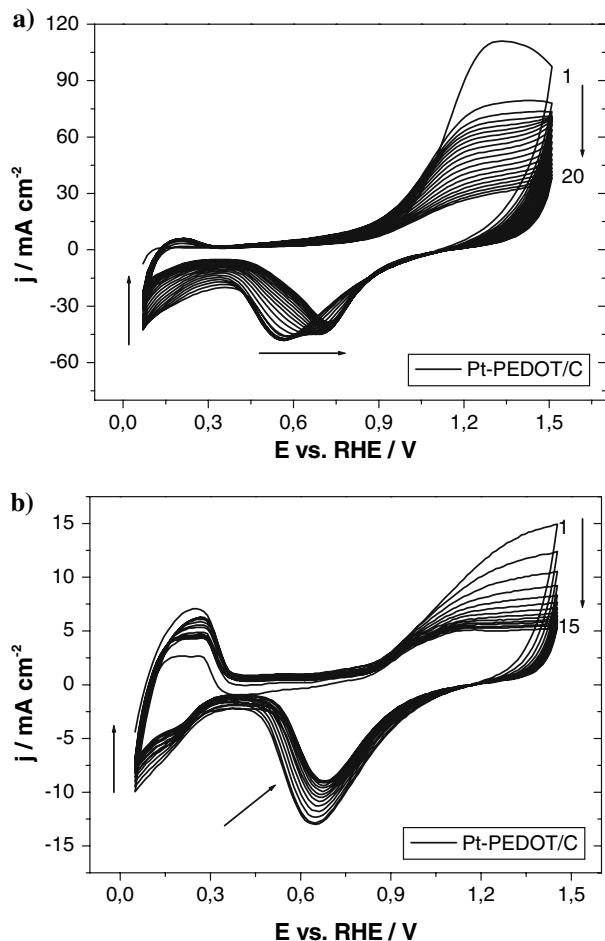 a)
120
90
60
30
0
-30
-60
j / mA cm-2
1
20
Pt-PEDOT/C
0,0 0,3 0,6 0,9 1,2 1,5
E vs. RHE / V
b)
15
10
5
0
-5
-10
-15
j / mA cm-2
1
15
Pt-PEDOT/C
0,0 0,3 0,6 0,9 1,2 1,5
E vs. RHE / V